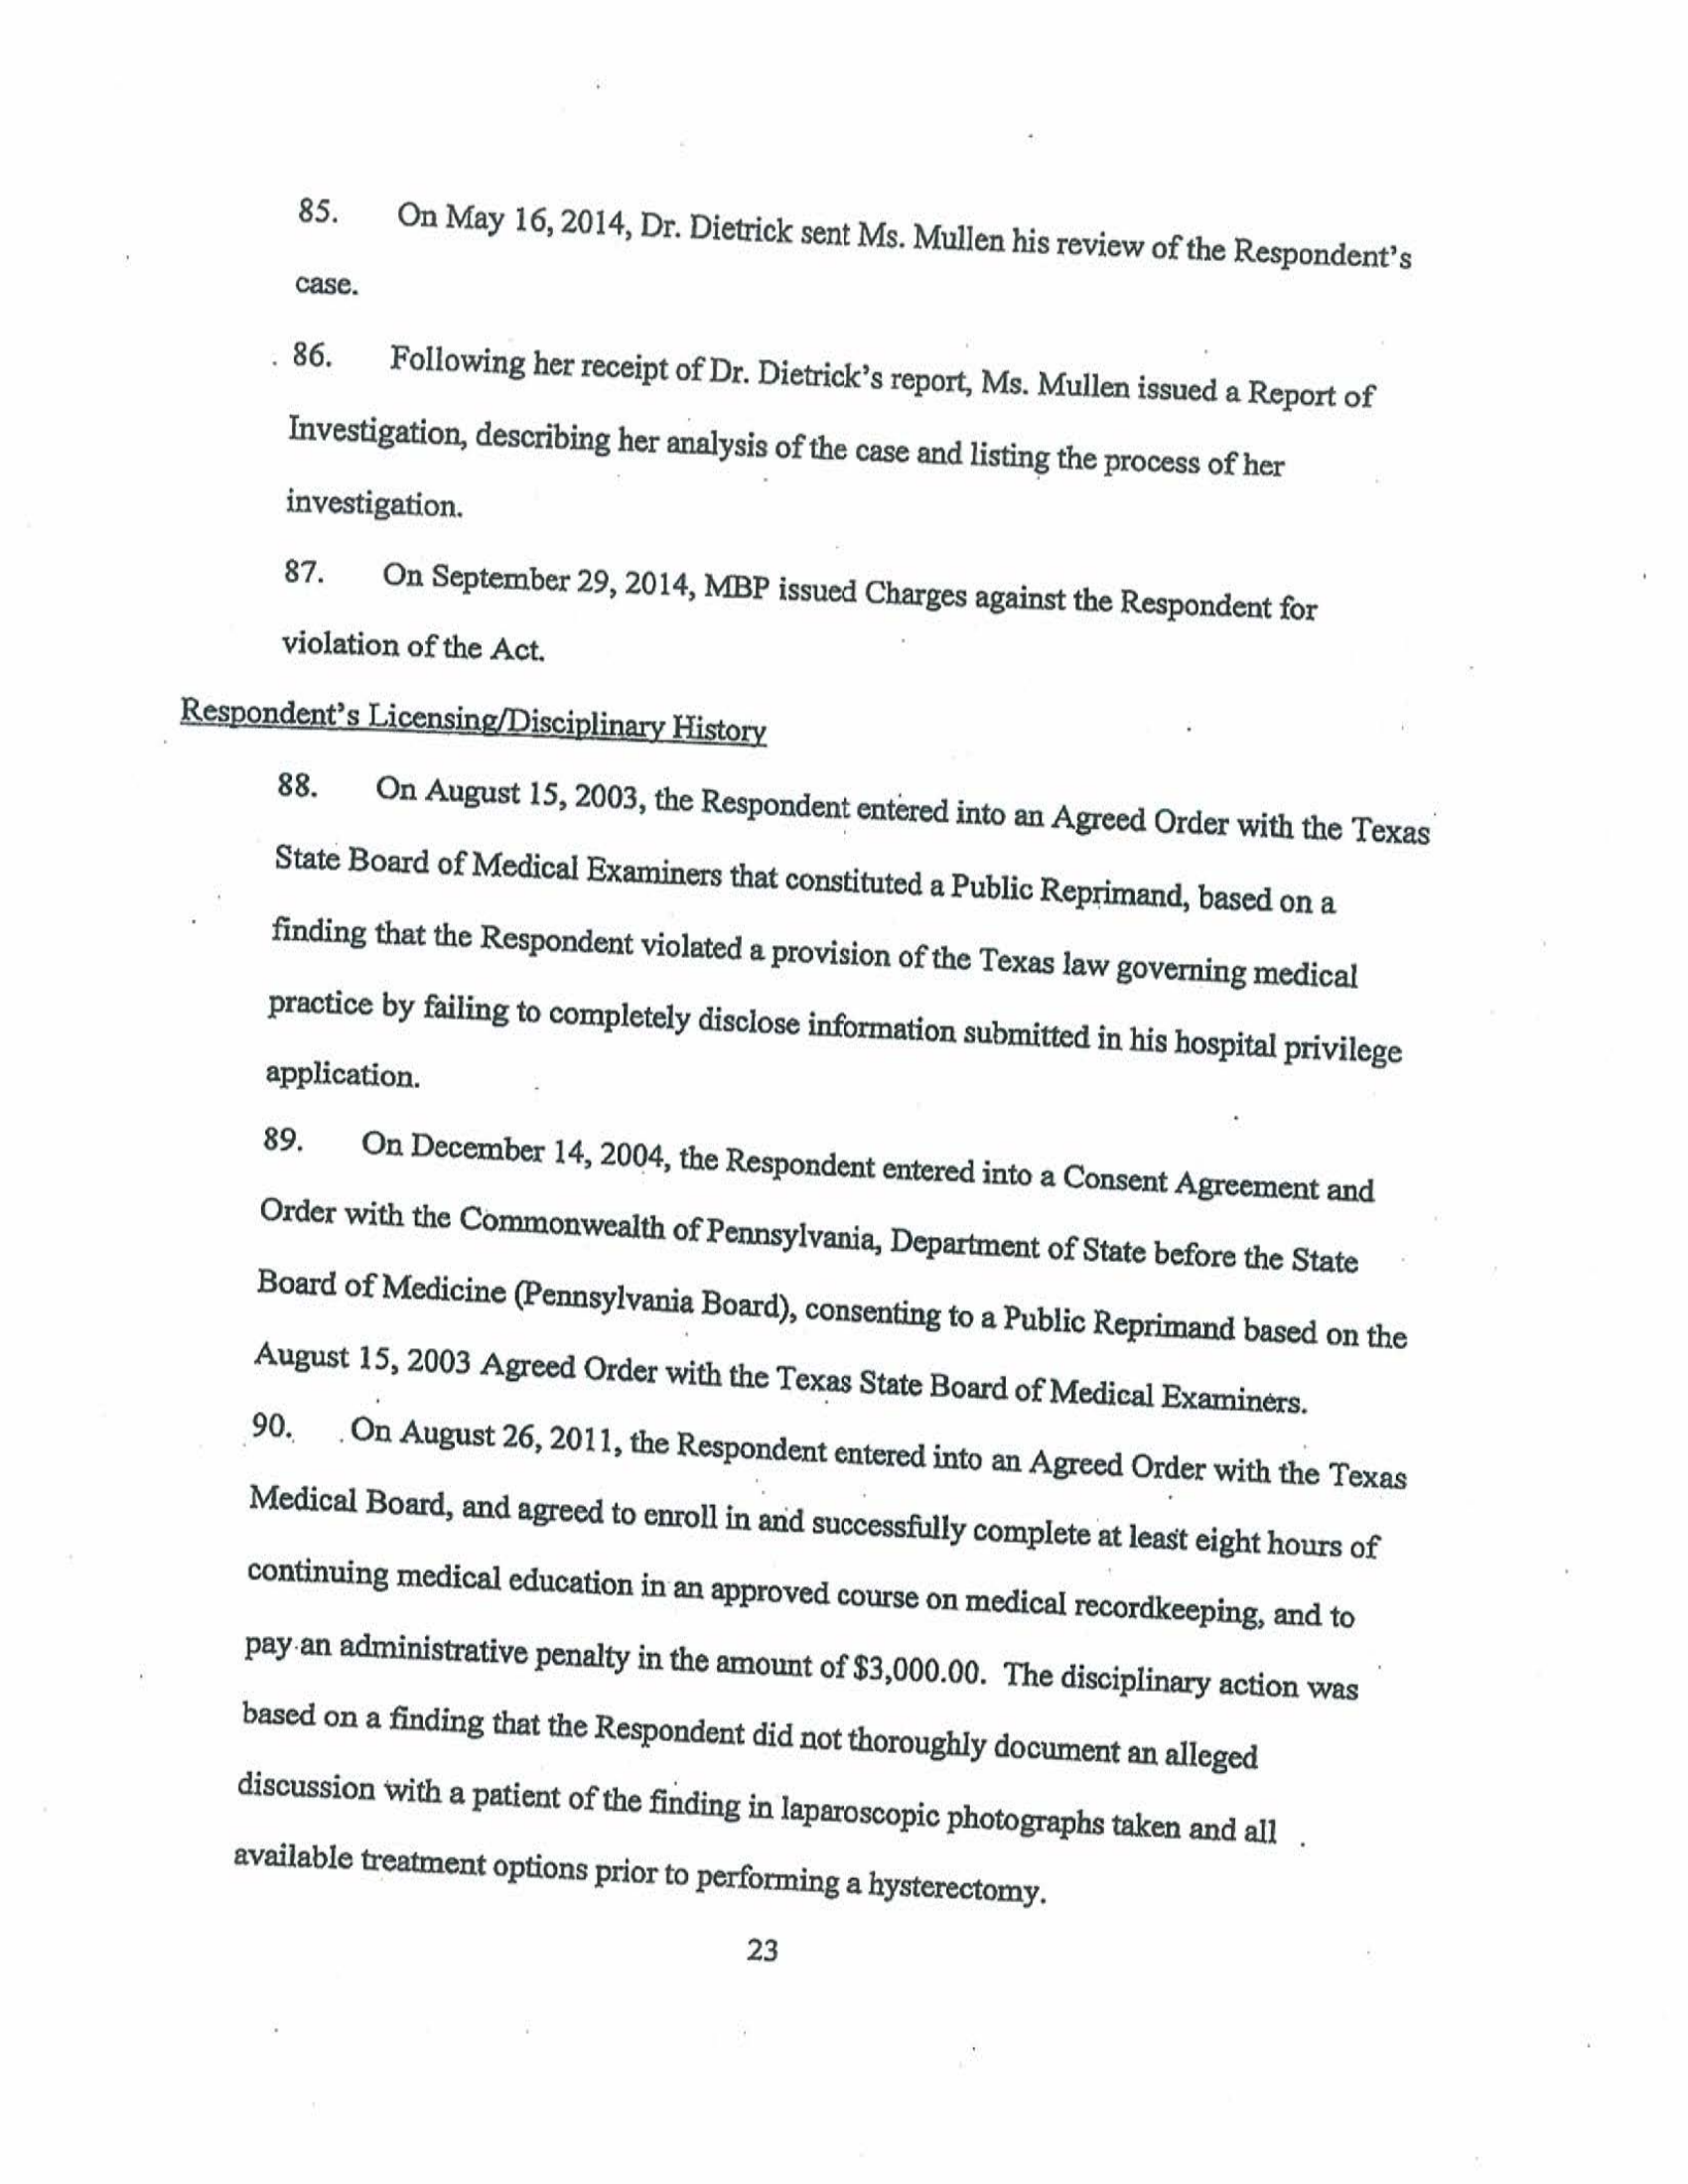 85. On May 16, 2014, Dr. Dietrick sent Ms. Mullen his review of the Respondent's
case.
86. Following her receipt of Dr. Dietrick's report, Ms. Mullen issued a Report of
Investigation, describing her analysis of the case and listing the process of her
investigation.
87. On September 29, 2014, MBP issued Charges against the Respondent for
violation of the Act.
Respondent's Licensing/Disciplinary History
88. On August 15, 2003, the Respondent entered into an Agreed Order with the Texas
State Board of Medical Examiners that constituted a Public Reprimand, based on a
finding that the Respondent violated a provision of the Texas law governing medical
practice by failing to completely disclose information submitted in his hospital privilege
application.
89. On December 14, 2004, the Respondent entered into a Consent Agreement and
Order with the Commonwealth of Pennsylvania, Department of State before the State
Board of Medicine (Pennsylvania Board), consenting to a Public Reprimand based on the
August 15, 2003 Agreed Order with the Texas State Board of Medical Examiners.
90. On August 26, 2011, the Respondent entered into an Agreed Order with the Texas
Medical Board, and agreed to enroll in and successfully complete at least eight hours of
continuing medical education in an approved course on medical recordkeeping, and to
pay an administrative penalty in the amount of $3,000.00. The disciplinary action was
based on a finding that the Respondent did not thoroughly document an alleged
discussion with a patient of the finding in laparoscopic photographs taken and all
available treatment options prior to performing a hysterectomy.
23